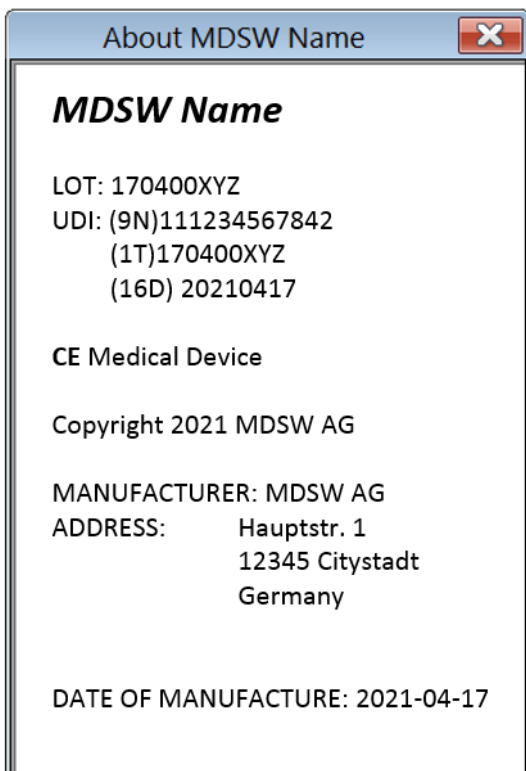 About MDSW Name
MDSW Name
LOT: 170400XYZ
UDI: (9N)111234567842
(1T)170400XYZ
(16D) 20210417
CE Medical Device
Copyright 2021 MDSW AG
MANUFACTURER: MDSW AG
ADDRESS: Hauptstr. 1
12345 Citystadt
Germany
DATE OF MANUFACTURE: 2021-04-17